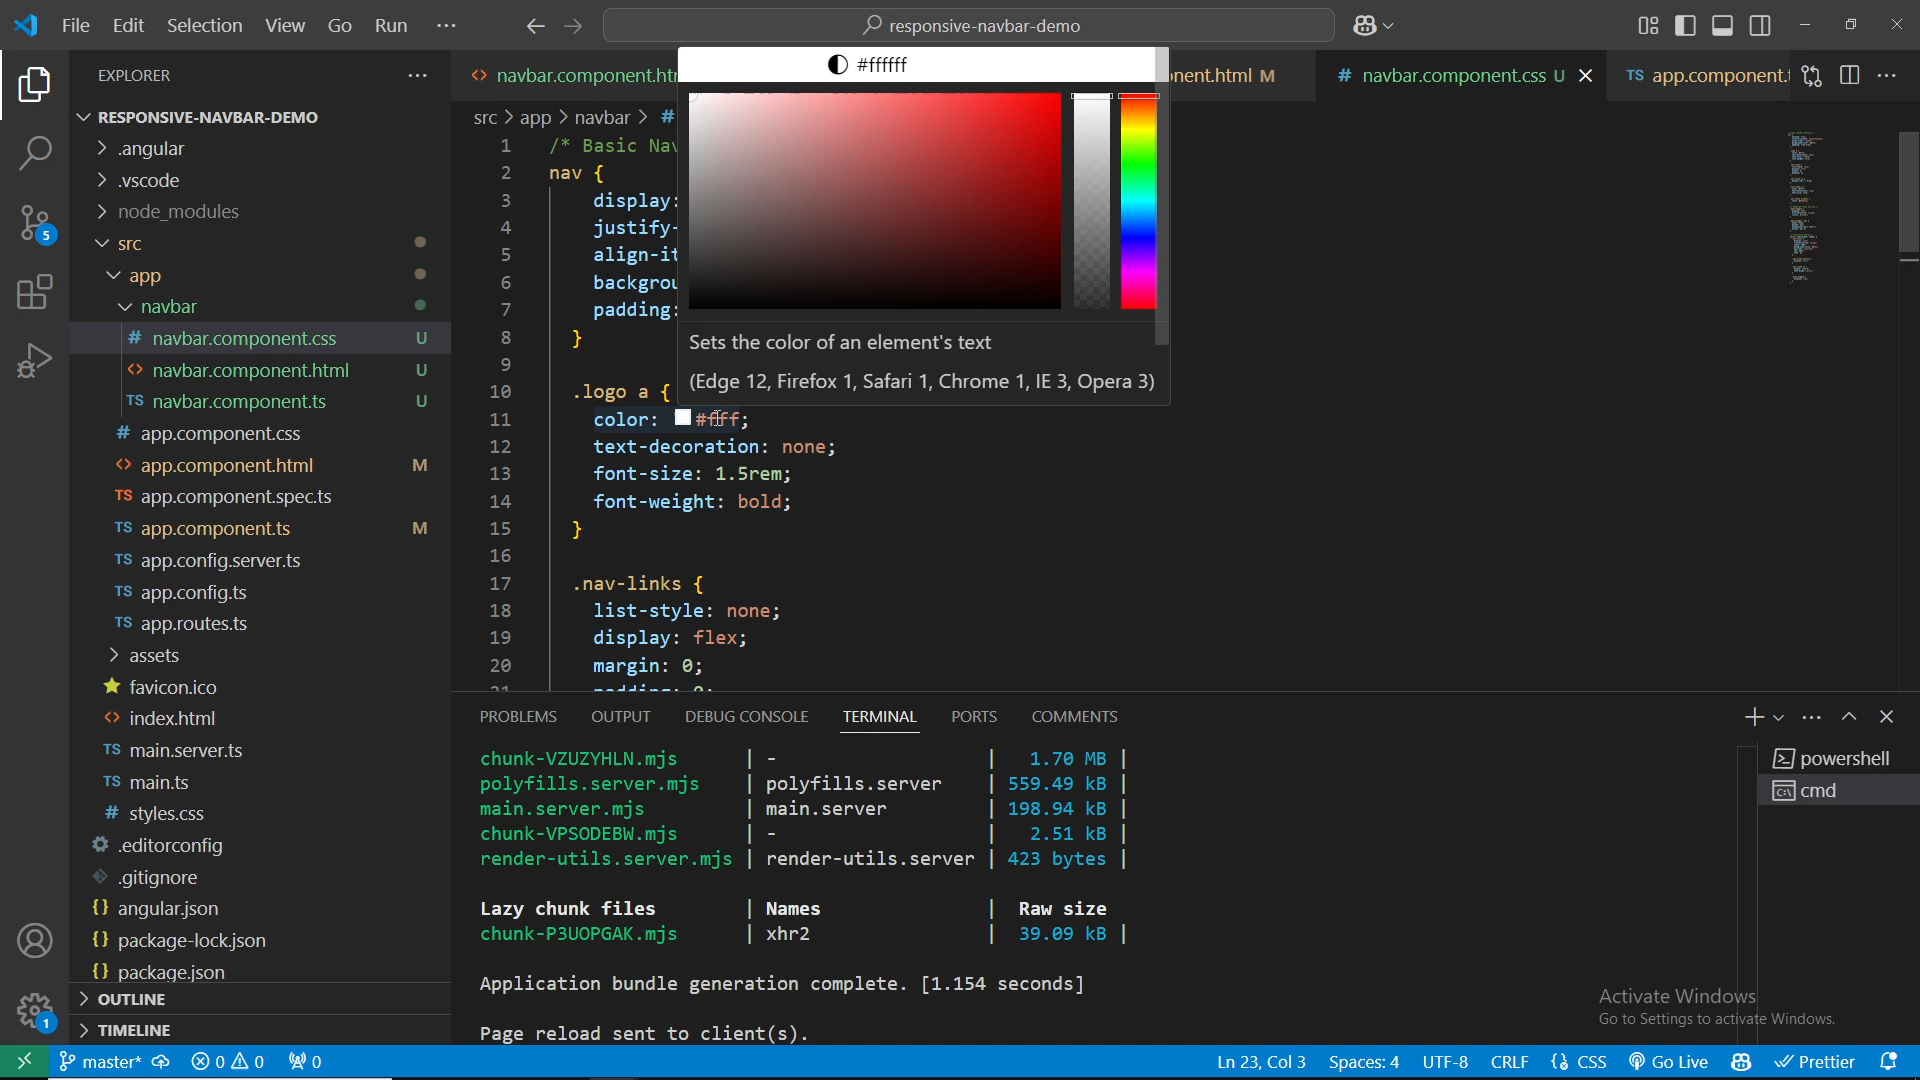 File Edit Selection View Go Run ···
responsive-navbar-demo
EXPLORER
RESPONSIVE-NAVBAR-DEMO
.angular
.vscode
node_modules
src
app
navbar
# navbar.component.css U
<> navbar.component.html U
TS navbar.component.ts U
# app.component.css
<> app.component.html M
TS app.component.spec.ts
TS app.component.ts M
TS app.config.server.ts
TS app.config.ts
TS app.routes.ts
assets
favicon.ico
<> index.html
TS main.server.ts
TS main.ts
# styles.css
.editorconfig
.gitignore
{} angular.json
{} package-lock.json
{} package.json
OUTLINE
TIMELINE
5
1
<> navbar.component.htm
nent.html M
# navbar.component.css U
TS app.component.t
src > app > navbar > #
#ffffff
1 /* Basic Nav
2 nav {
3 display:
4 justify-
5 align-it
6 backgrou
7 padding:
8 }
9
Sets the color of an element's text
(Edge 12, Firefox 1, Safari 1, Chrome 1, IE 3, Opera 3)
10 .logo a {
11 color: #fff;
12 text-decoration: none;
13 font-size: 1.5rem;
14 font-weight: bold;
15 }
16
17 .nav-links {
18 list-style: none;
19 display: flex;
20 margin: 0;
21 padding: 0;
PROBLEMS OUTPUT DEBUG CONSOLE TERMINAL PORTS COMMENTS
chunk-VZUZYHLN.mjs | - | 1.70 MB |
polyfills.server.mjs | polyfills.server | 559.49 kB |
main.server.mjs | main.server | 198.94 kB |
chunk-VPSODEBW.mjs | - | 2.51 kB |
render-utils.server.mjs | render-utils.server | 423 bytes |
Lazy chunk files | Names | Raw size
chunk-P3UOPGAK.mjs | xhr2 | 39.09 kB |
Application bundle generation complete. [1.154 seconds]
Page reload sent to client(s).
powershell
cmd
Activate Windows
Go to Settings to activate Windows.
master* 0 0 0 Ln 23, Col 3 Spaces: 4 UTF-8 CRLF {} CSS Go Live Prettier